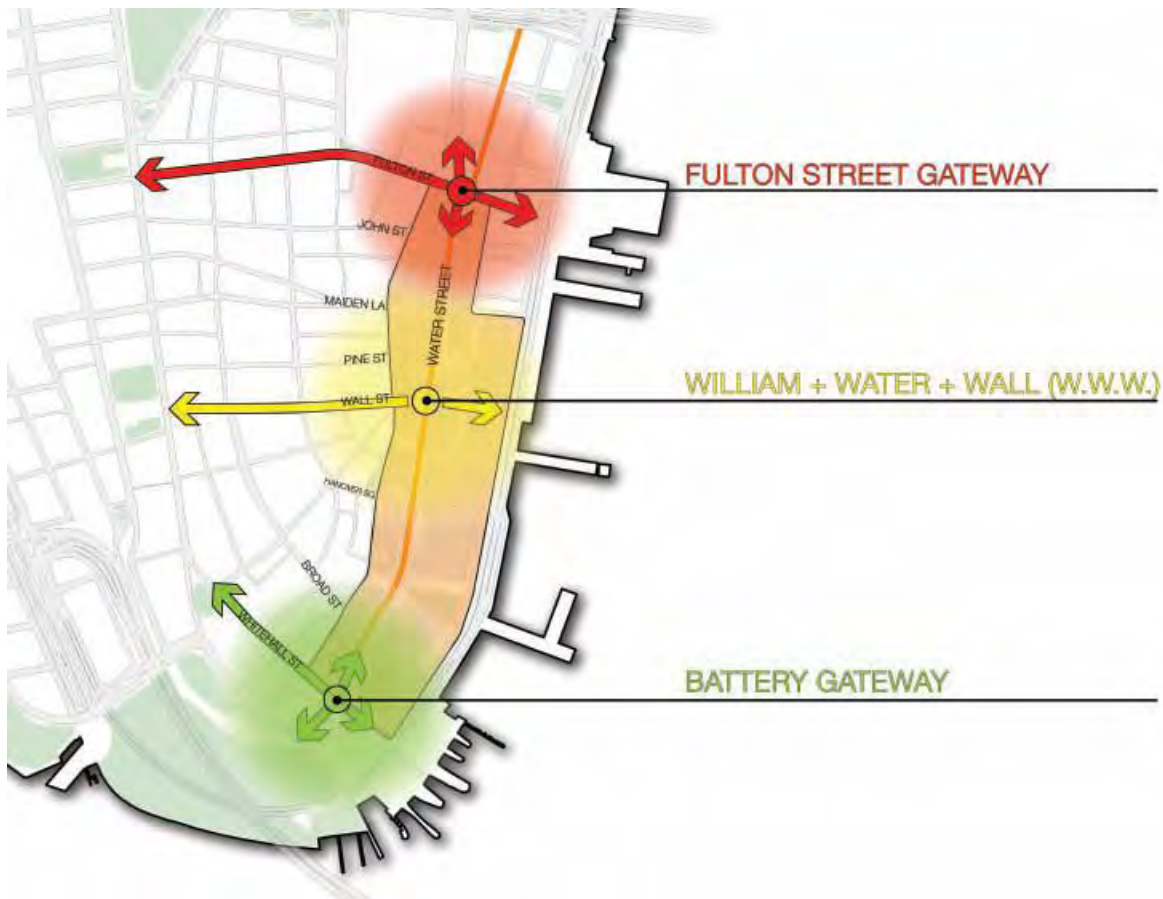 FULTON ST
FULTON STREET GATEWAY
JOHN ST
MAIDEN LA
WATER STREET
PINE ST
WILLIAM + WATER + WALL (W.W.W.)
WALL ST
HANOVER SQ
BROAD ST
WHITEHALL ST
BATTERY GATEWAY